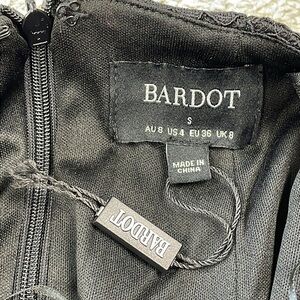 BARDOT
S
AU 8 US 4 EU 36 UK 8
MADE IN
CHINA
BARDOT